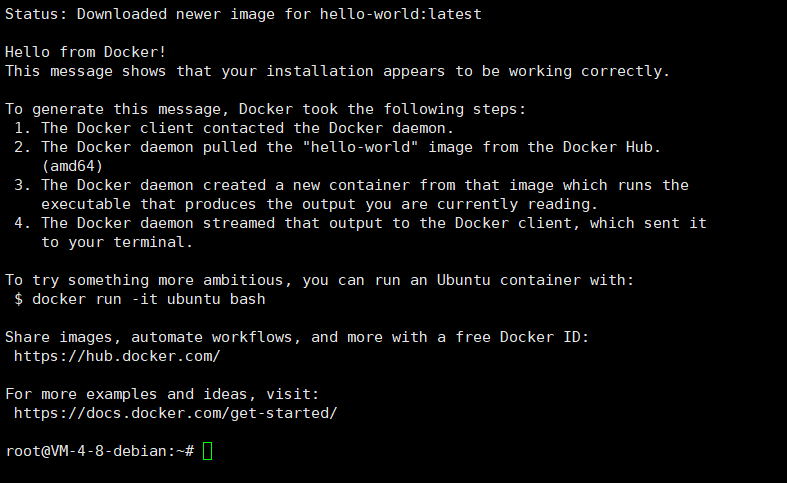 Status: Downloaded newer image for hello-world:latest
Hello from Docker!
This message shows that your installation appears to be working correctly.
To generate this message, Docker took the following steps:
1. The Docker client contacted the Docker daemon.
2. The Docker daemon pulled the "hello-world" image from the Docker Hub.
(amd64)
3. The Docker daemon created a new container from that image which runs the
executable that produces the output you are currently reading.
4. The Docker daemon streamed that output to the Docker client, which sent it
to your terminal.
To try something more ambitious, you can run an Ubuntu container with:
$ docker run -it ubuntu bash
Share images, automate workflows, and more with a free Docker ID:
https://hub.docker.com/
For more examples and ideas, visit:
https://docs.docker.com/get-started/
root@VM-4-8-debian:~#